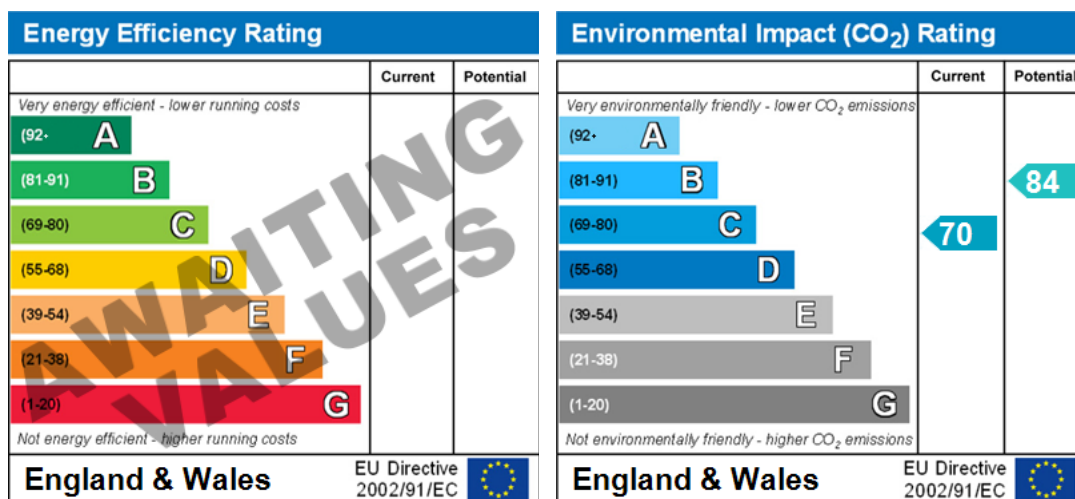 Energy Efficiency Rating
Current Potential
Very energy efficient - lower running costs
(92+ A
(81-91) B
(69-80) C
(55-68) D
(39-54) E
(21-38) F
(1-20) G
Not energy efficient - higher running costs
AWAITING
VALUES
England & Wales
EU Directive
2002/91/EC
Environmental Impact (CO₂) Rating
Current Potential
Very environmentally friendly - lower CO₂ emissions
(92+ A
(81-91) B
84
(69-80) C
70
(55-68) D
(39-54) E
(21-38) F
(1-20) G
Not environmentally friendly - higher CO₂ emissions
England & Wales
EU Directive
2002/91/EC